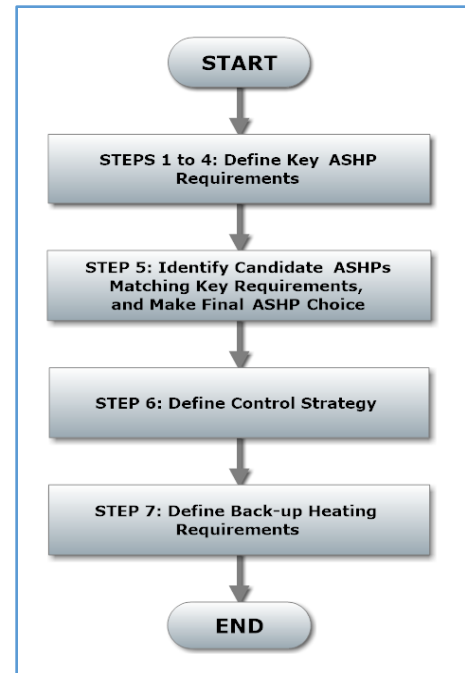 START
STEPS 1 to 4: Define Key ASHP
Requirements
STEP 5: Identify Candidate ASHPs
Matching Key Requirements,
and Make Final ASHP Choice
STEP 6: Define Control Strategy
STEP 7: Define Back-up Heating
Requirements
END